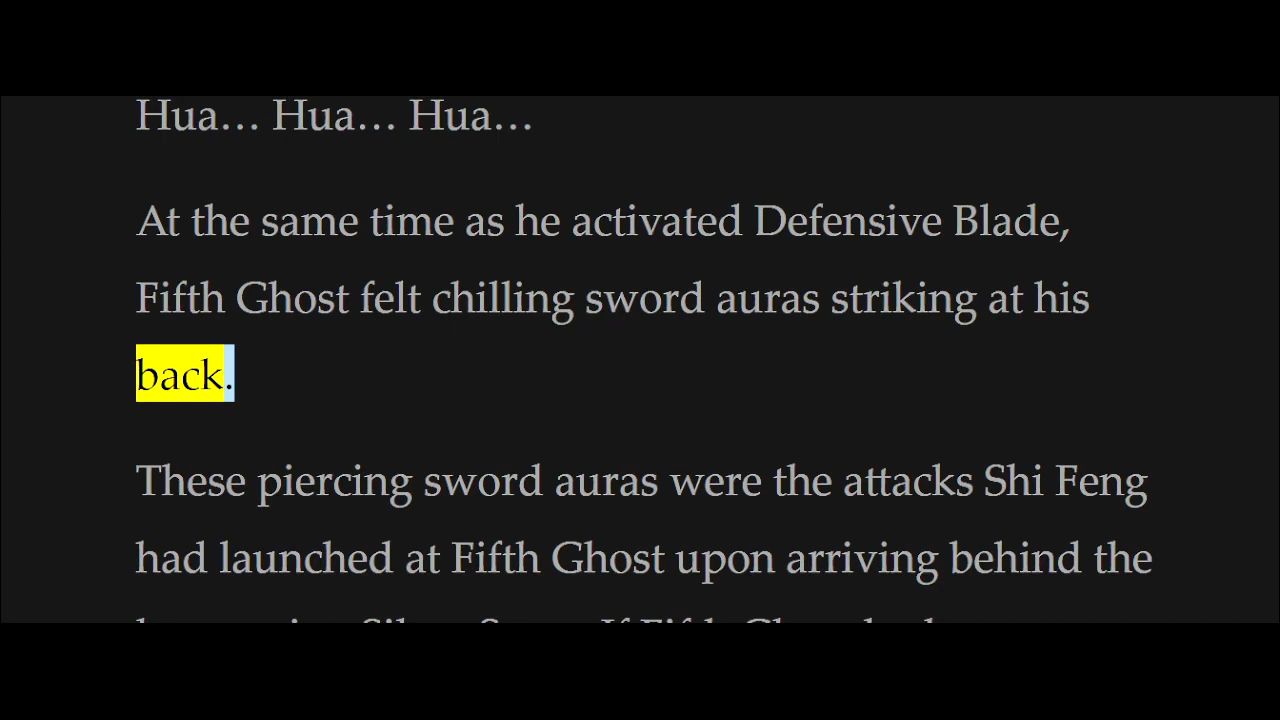 Hua… Hua… Hua…
At the same time as he activated Defensive Blade,
Fifth Ghost felt chilling sword auras striking at his
back.
These piercing sword auras were the attacks Shi Feng
had launched at Fifth Ghost upon arriving behind the